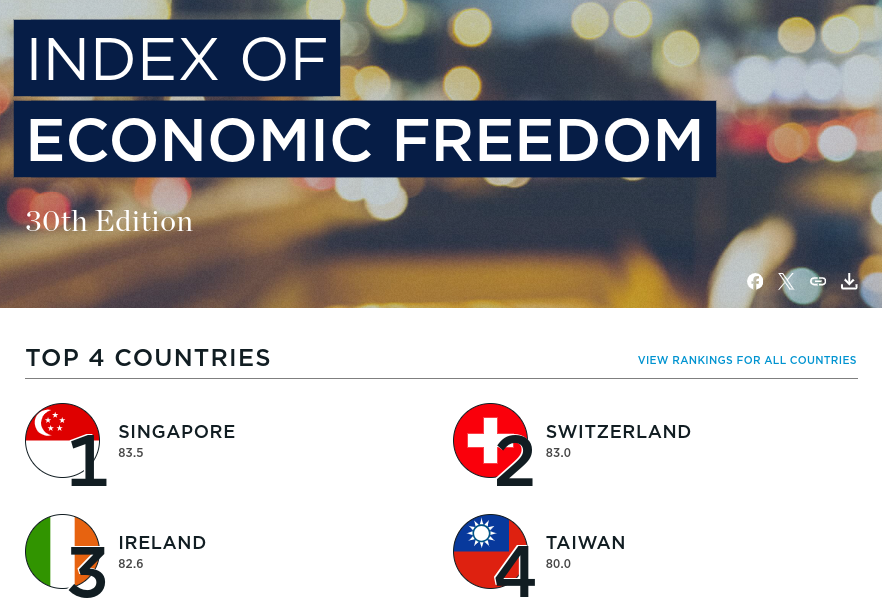 INDEX OF
ECONOMIC FREEDOM
30th Edition
TOP 4 COUNTRIES
VIEW RANKINGS FOR ALL COUNTRIES
1
SINGAPORE
83.5
2
SWITZERLAND
83.0
3
IRELAND
82.6
4
TAIWAN
80.0